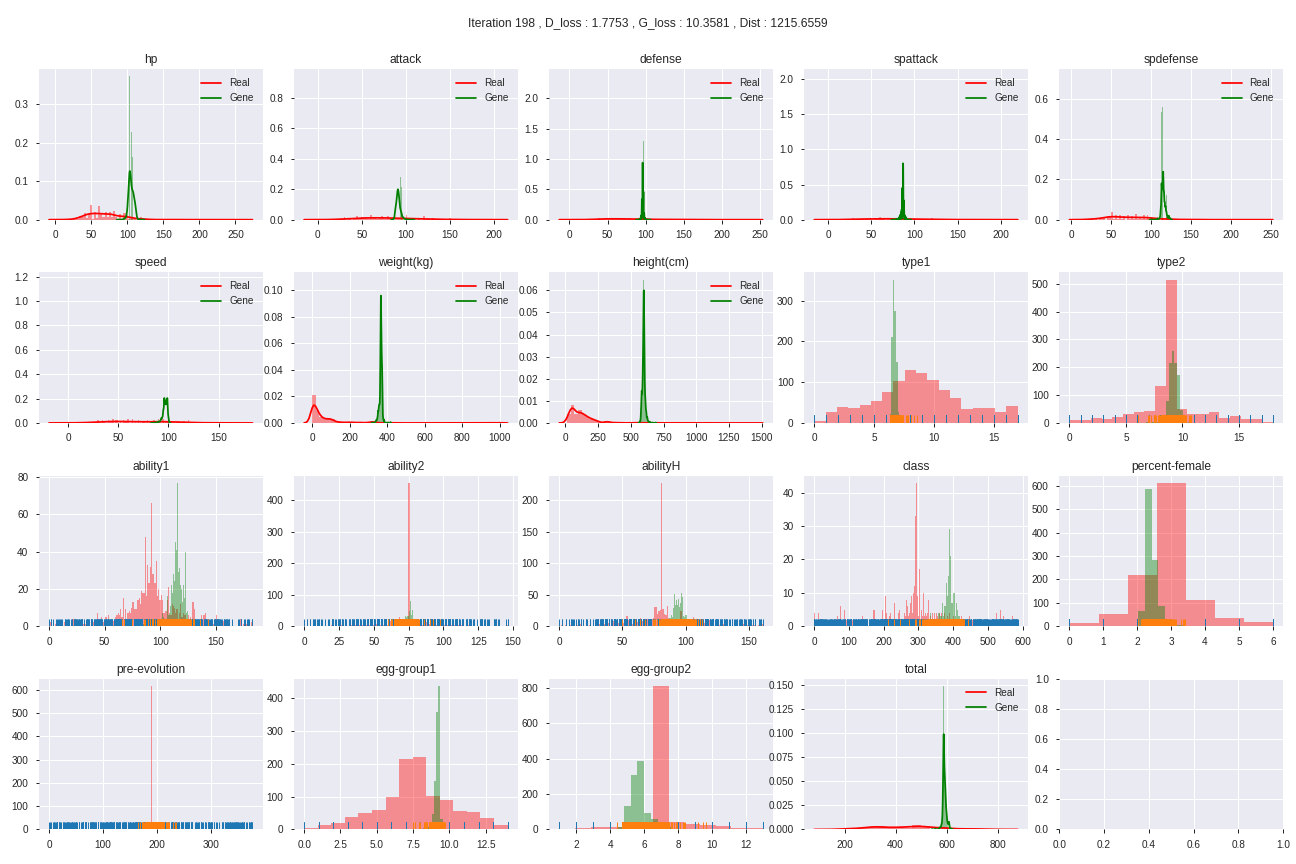 Iteration 198 , D_loss : 1.7753 , G_loss : 10.3581 , Dist : 1215.6559
hp attack defense spattack spdefense
Real Real Real Real Real
Gene Gene Gene Gene Gene
0.3 0.2 0.1 0.0
0 50 100 150 200 250
0.8 0.6 0.4 0.2 0.0
0 50 100 150 200
2.0 1.5 1.0 0.5 0.0
0 50 100 150 200 250
2.0 1.5 1.0 0.5 0.0
0 50 100 150 200
0.6 0.4 0.2 0.0
0 50 100 150 200 250
speed weight(kg) height(cm) type1 type2
Real Real Real
Gene Gene Gene
1.2 1.0 0.8 0.6 0.4 0.2 0.0
0 50 100 150
0.10 0.08 0.06 0.04 0.02 0.00
0 200 400 600 800 1000
0.06 0.05 0.04 0.03 0.02 0.01 0.00
0 250 500 750 1000 1250 1500
300 200 100 0
0 5 10 15
500 400 300 200 100 0
0 5 10 15
ability1 ability2 abilityH class percent-female
80 60 40 20 0
0 50 100 150
400 300 200 100 0
0 25 50 75 100 125 150
200 150 100 50 0
0 50 100 150
40 30 20 10 0
0 100 200 300 400 500 600
600 500 400 300 200 100 0
0 1 2 3 4 5 6
pre-evolution egg-group1 egg-group2 total
Real
Gene
600 500 400 300 200 100 0
0 100 200 300
400 300 200 100 0
0.0 2.5 5.0 7.5 10.0 12.5
800 600 400 200 0
2 4 6 8 10 12
0.150 0.125 0.100 0.075 0.050 0.025 0.000
200 400 600 800
1.0 0.8 0.6 0.4 0.2 0.0
0.0 0.2 0.4 0.6 0.8 1.0